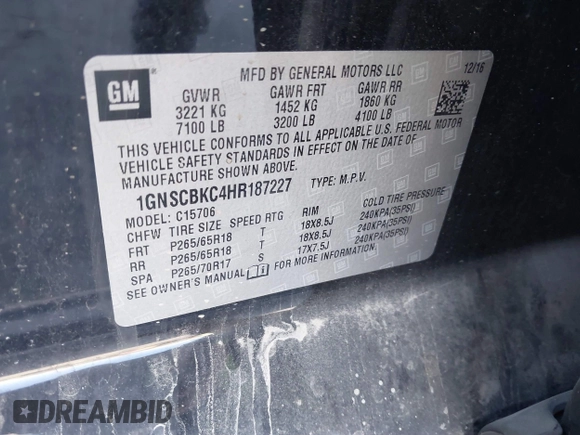 GM
MFD BY GENERAL MOTORS LLC 12/16
GVWR GAWR FRT GAWR RR
3221 KG 1452 KG 1860 KG
7100 LB 3200 LB 4100 LB
THIS VEHICLE CONFORMS TO ALL APPLICABLE U.S. FEDERAL MOTOR
VEHICLE SAFETY STANDARDS IN EFFECT ON THE DATE OF
MANUFACTURE SHOWN ABOVE.
1GNSCBKC4HR187227 TYPE: M.P.V.
MODEL: C15706
CHFW TIRE SIZE SPEED RTG RIM COLD TIRE PRESSURE
FRT P265/65R18 T 18X8.5J 240KPA(35PSI)
RR P265/65R18 T 18X8.5J 240KPA(35PSI)
SPA P265/70R17 S 17X7.5J 240KPA(35PSI)
SEE OWNER'S MANUAL FOR MORE INFORMATION.
DREAMBID